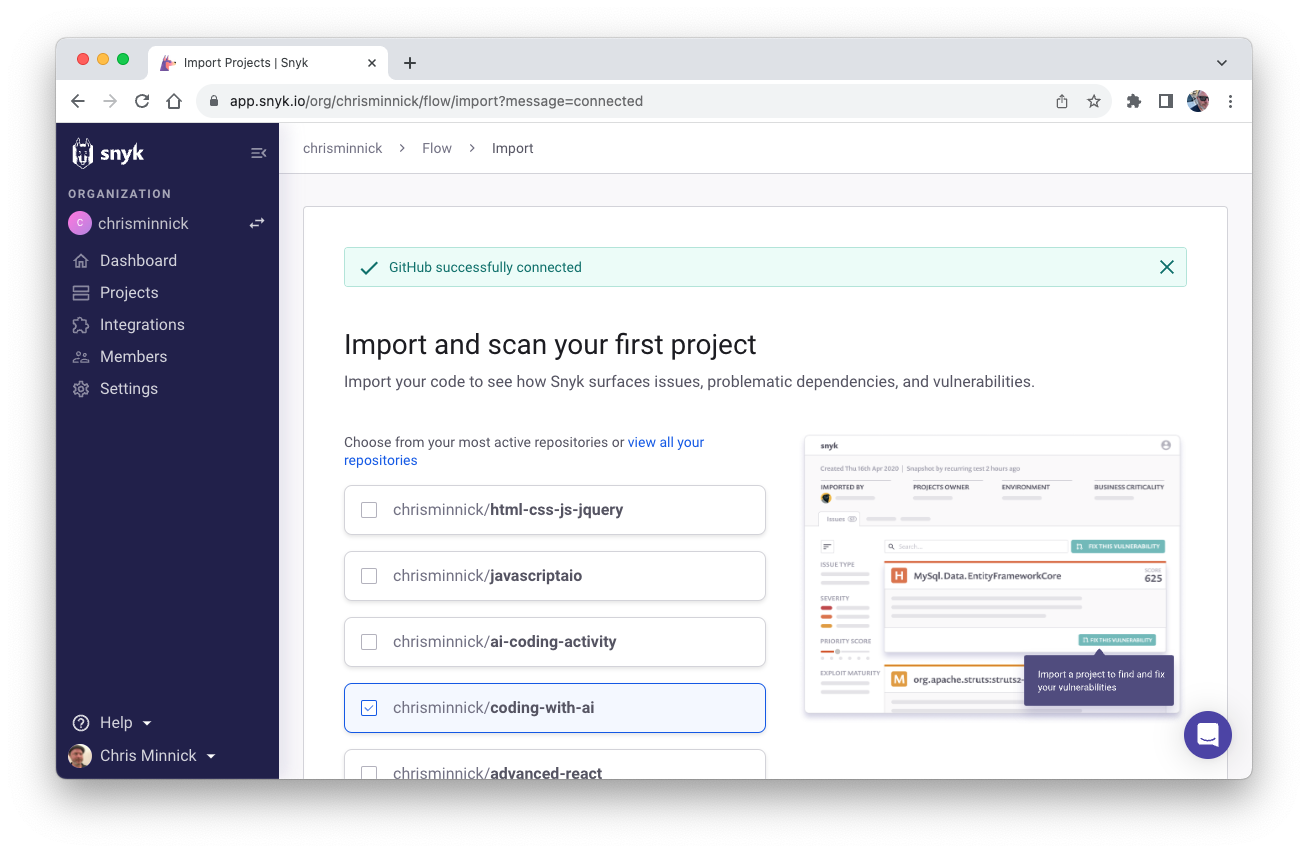 Import Projects | Snyk
app.snyk.io/org/chrisminnick/flow/import?message=connected
snyk
ORGANIZATION
C
chrisminnick
Dashboard
Projects
Integrations
Members
Settings
Help
Chris Minnick
chrisminnick > Flow > Import
GitHub successfully connected
Import and scan your first project
Import your code to see how Snyk surfaces issues, problematic dependencies, and vulnerabilities.
Choose from your most active repositories or view all your
repositories
chrisminnick/html-css-js-jquery
chrisminnick/javascriptaio
chrisminnick/ai-coding-activity
chrisminnick/coding-with-ai
chrisminnick/advanced-react
snyk
Created Thu 16th Apr 2020 | Snapshot by recurring test 2 hours ago
IMPORTED BY PROJECTS OWNER ENVIRONMENT BUSINESS CRITICALITY
Issues
Search...
FIX THIS VULNERABILITY
ISSUE TYPE
SEVERITY
PRIORITY SCORE
EXPLOIT MATURITY
H MySql.Data.EntityFrameworkCore
SCORE
625
FIX THIS VULNERABILITY
M org.apache.struts:struts2-
Import a project to find and fix
your vulnerabilities